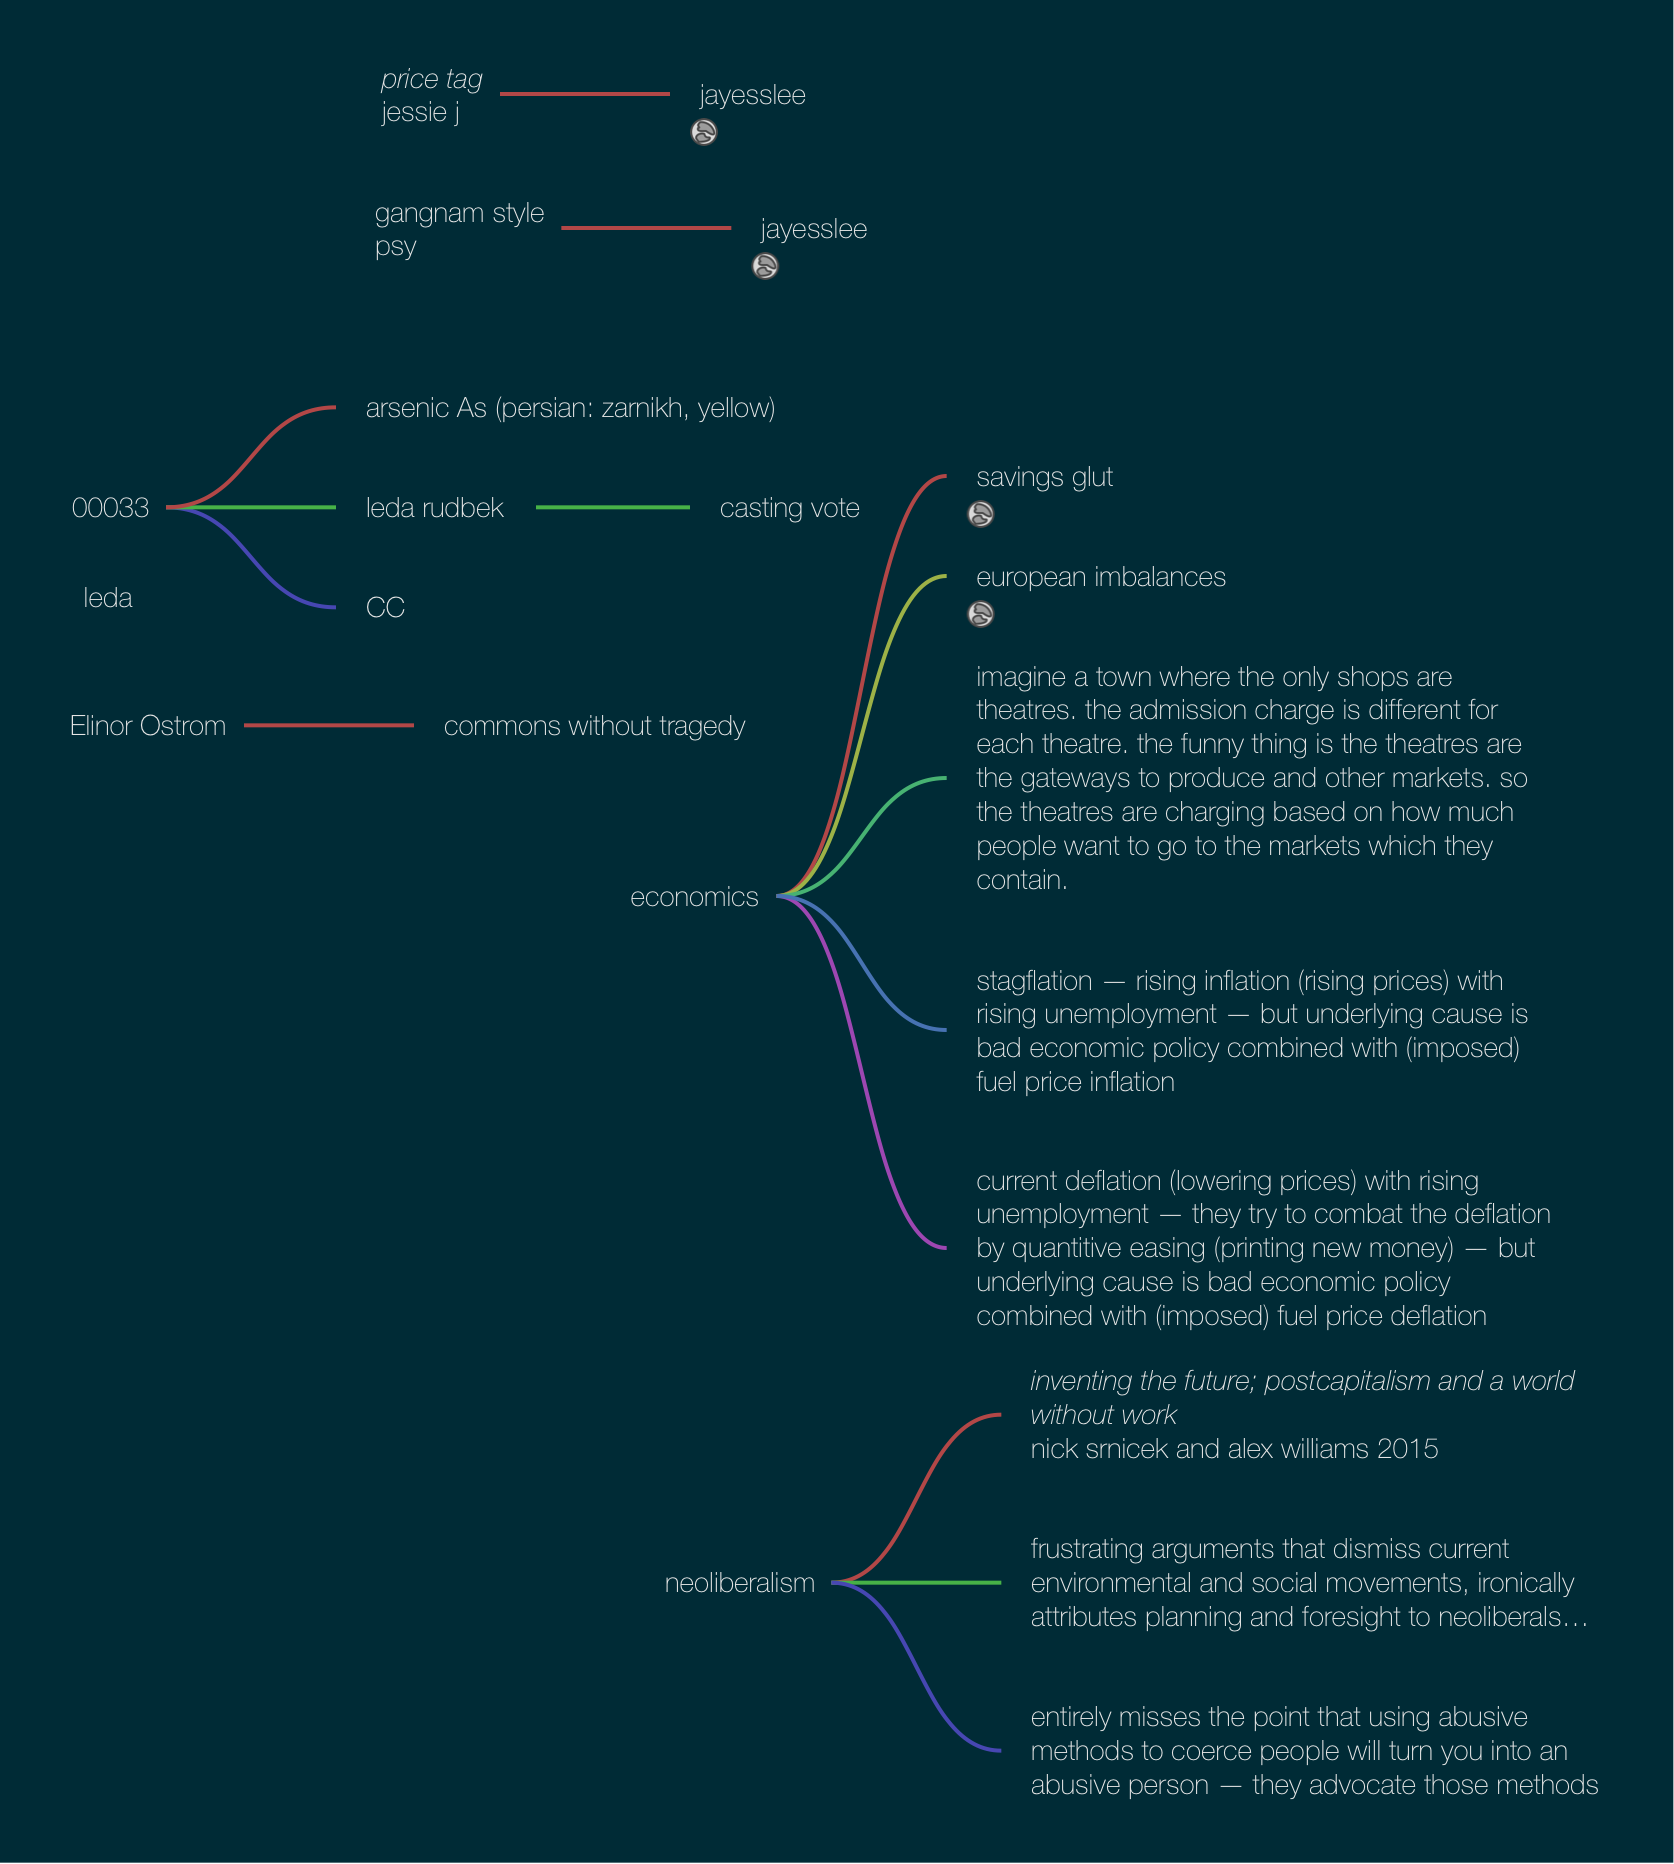 price tag
jessie j
jayesslee
gangnam style
psy
jayesslee
arsenic As (persian: zarnikh, yellow)
00033
leda rudbek
casting vote
leda
CC
Elinor Ostrom
commons without tragedy
economics
savings glut
european imbalances
imagine a town where the only shops are
theatres. the admission charge is different for
each theatre. the funny thing is the theatres are
the gateways to produce and other markets. so
the theatres are charging based on how much
people want to go to the markets which they
contain.
stagflation — rising inflation (rising prices) with
rising unemployment — but underlying cause is
bad economic policy combined with (imposed)
fuel price inflation
current deflation (lowering prices) with rising
unemployment — they try to combat the deflation
by quantitive easing (printing new money) — but
underlying cause is bad economic policy
combined with (imposed) fuel price deflation
neoliberalism
inventing the future; postcapitalism and a world
without work
nick srnicek and alex williams 2015
frustrating arguments that dismiss current
environmental and social movements, ironically
attributes planning and foresight to neoliberals…
entirely misses the point that using abusive
methods to coerce people will turn you into an
abusive person — they advocate those methods